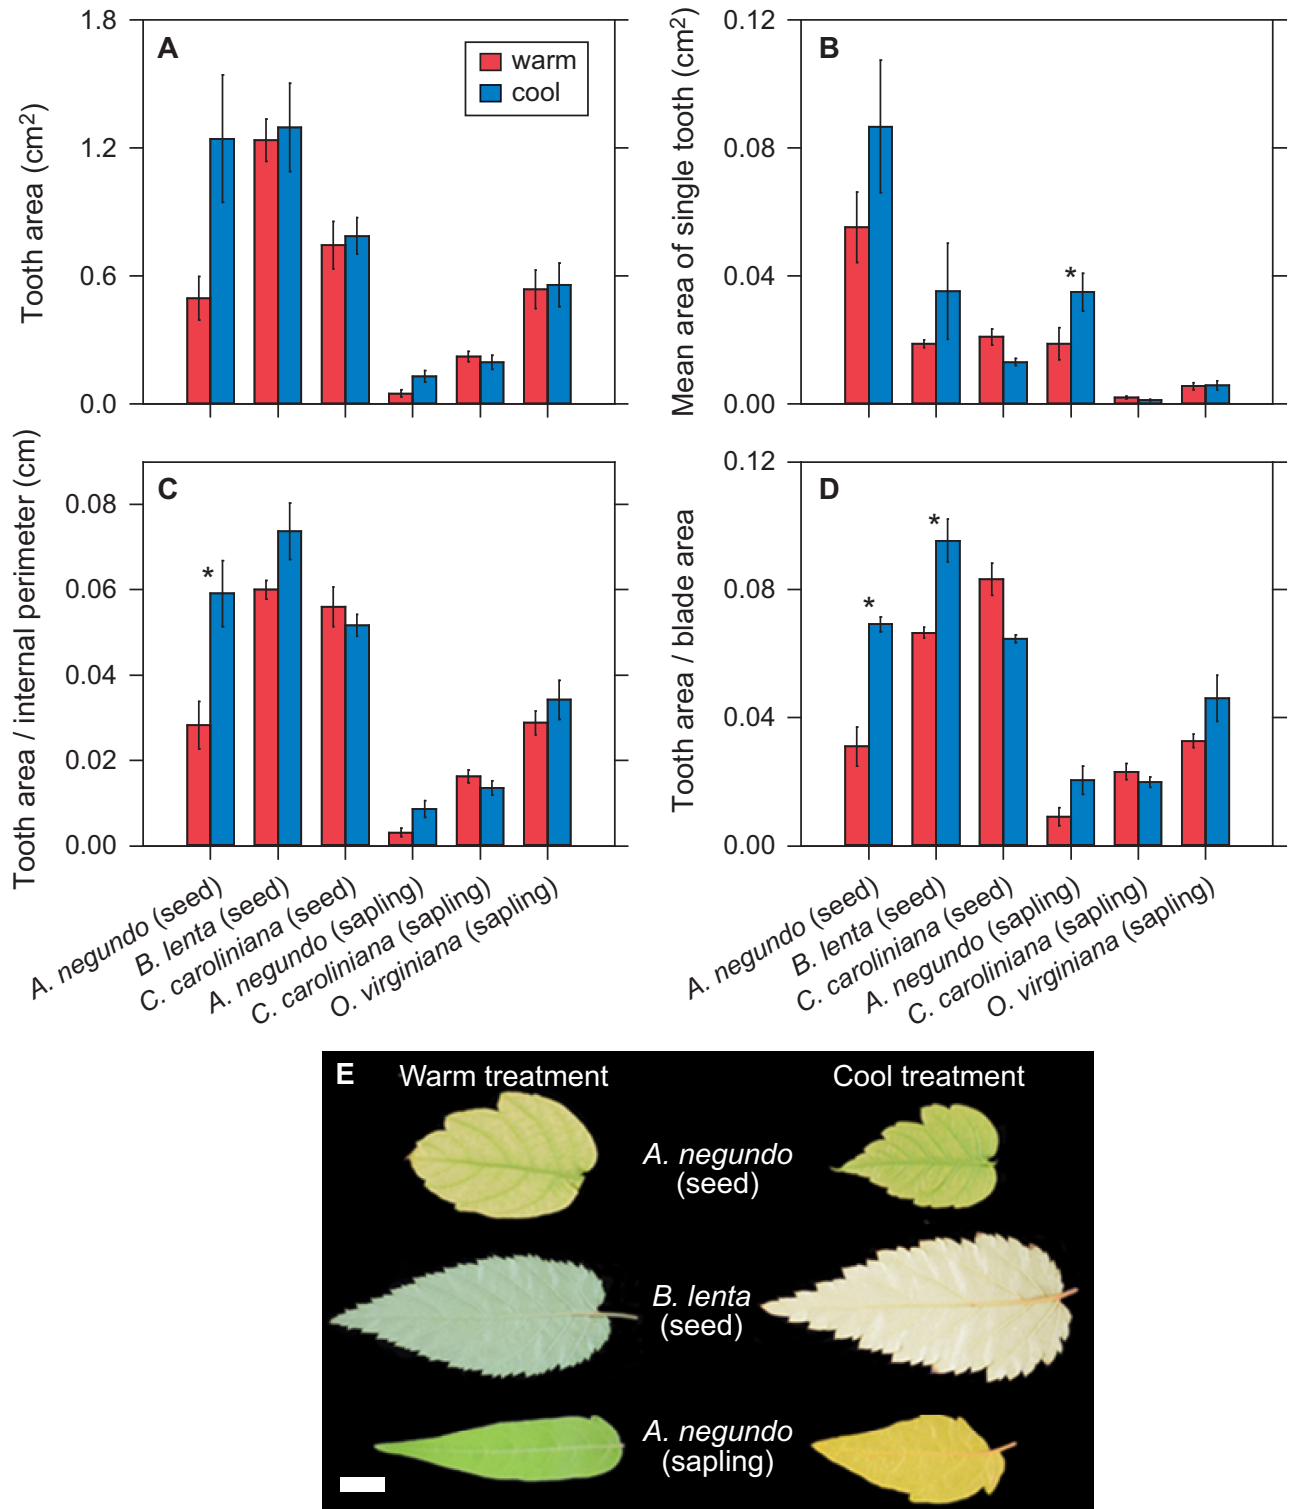 A
warm
cool
Tooth area (cm2)
1.8
1.2
0.6
0.0
B
Mean area of single tooth (cm2)
0.12
0.08
0.04
0.00
*
C
Tooth area / internal perimeter (cm)
0.08
0.06
0.04
0.02
0.00
*
A. negundo (seed)
B. lenta (seed)
C. caroliniana (seed)
A. negundo (sapling)
C. caroliniana (sapling)
O. virginiana (sapling)
D
Tooth area / blade area
0.12
0.08
0.04
0.00
*
*
A. negundo (seed)
B. lenta (seed)
C. caroliniana (seed)
A. negundo (sapling)
C. caroliniana (sapling)
O. virginiana (sapling)
E
Warm treatment
Cool treatment
A. negundo
(seed)
B. lenta
(seed)
A. negundo
(sapling)